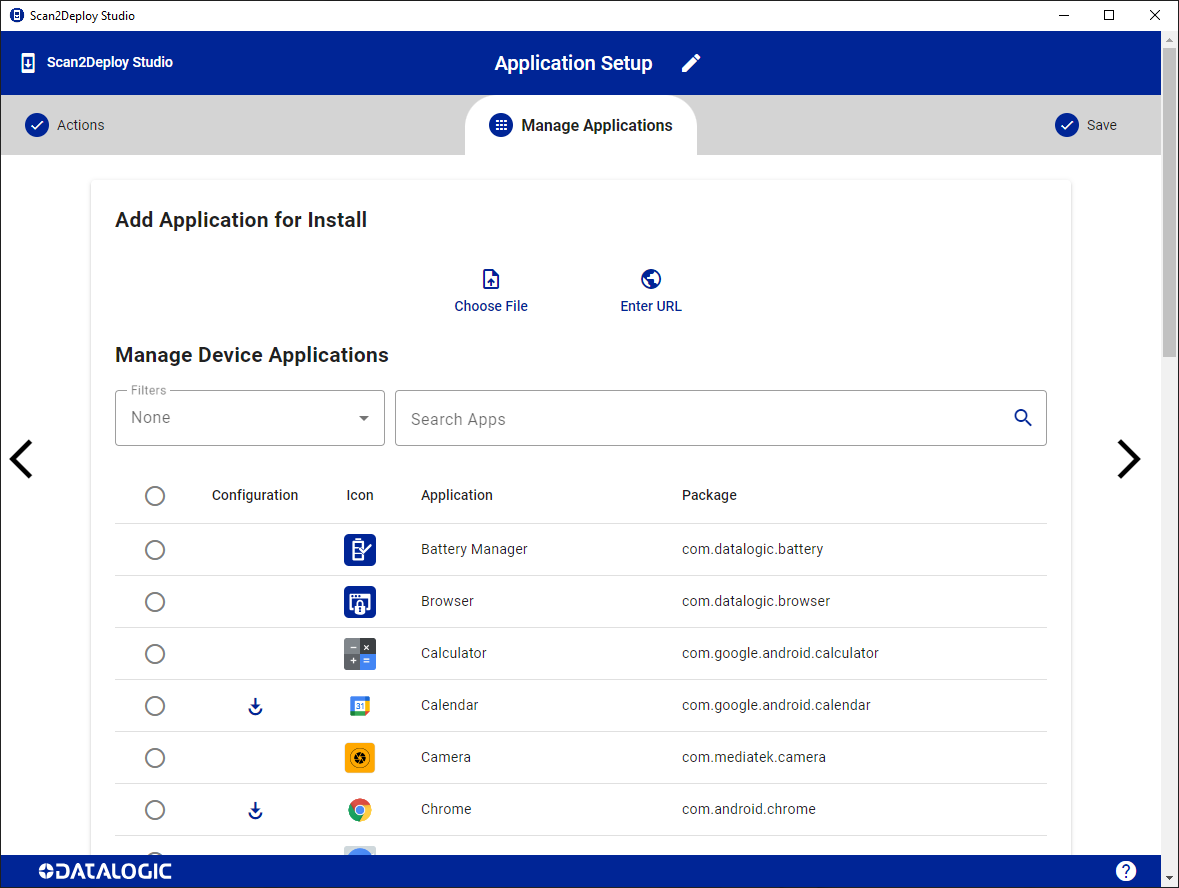 Scan2Deploy Studio
Scan2Deploy Studio
Application Setup
Actions
Manage Applications
Save
Add Application for Install
Choose File
Enter URL
Manage Device Applications
Filters
None
Search Apps
Configuration Icon Application Package
Battery Manager com.datalogic.battery
Browser com.datalogic.browser
Calculator com.google.android.calculator
31 Calendar com.google.android.calendar
Camera com.mediatek.camera
Chrome com.android.chrome
DATALOGIC
?